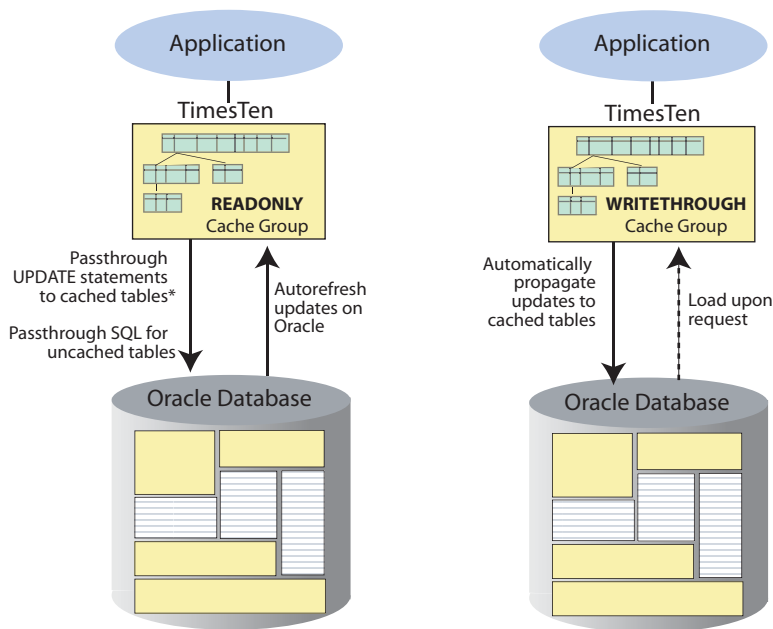 Application
TimesTen
READONLY
Cache Group
Passthrough
UPDATE statements
to cached tables*
Passthrough SQL for
uncached tables
Autorefresh
updates on
Oracle
Oracle Database
Application
TimesTen
WRITETHROUGH
Cache Group
Automatically
propagate
updates to
cached tables
Load upon
request
Oracle Database